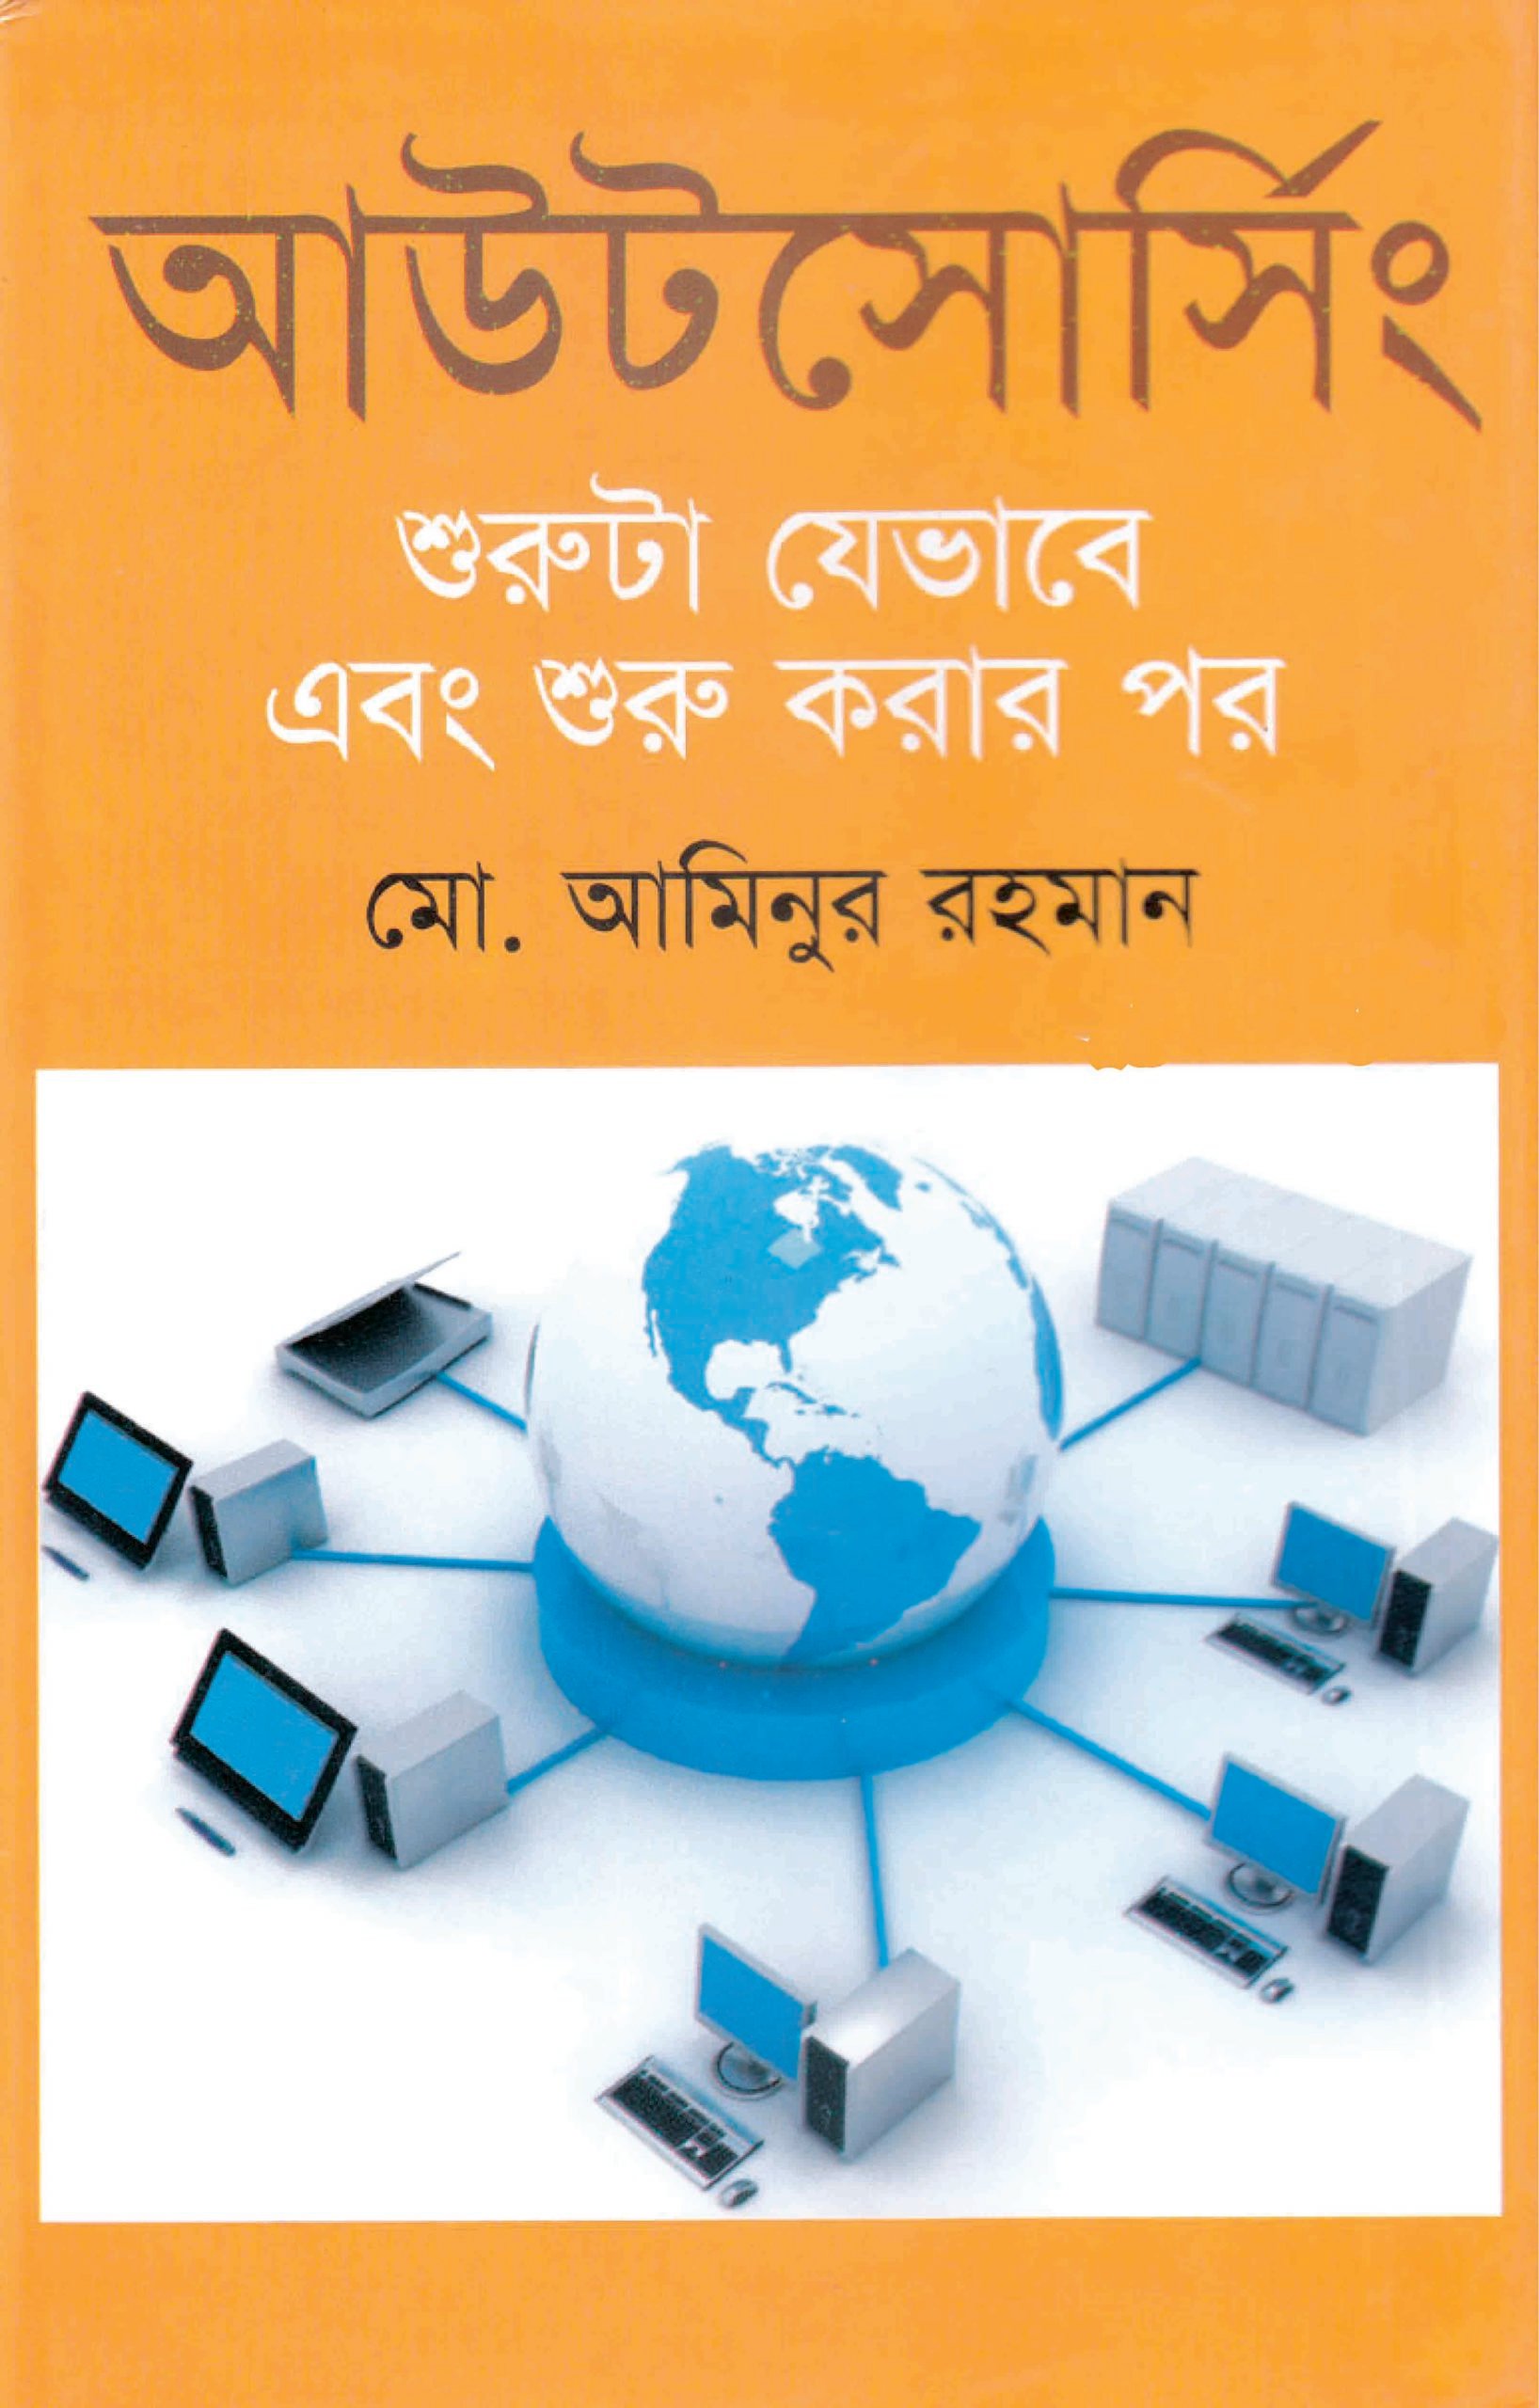 আউটসোর্সিং
শুরুটা যেভাবে
এবং শুরু করার পর
মো. আমিনুর রহমান